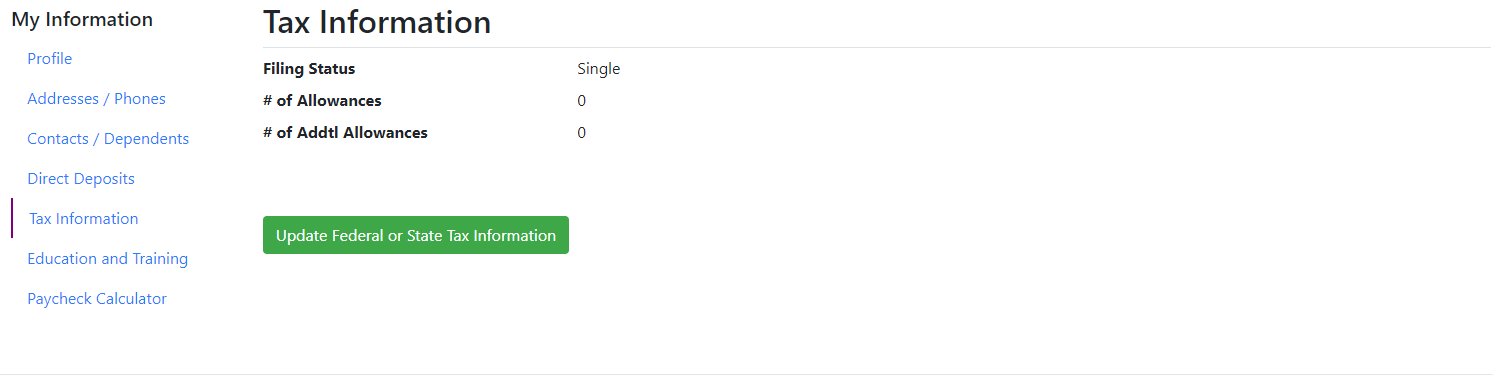 My Information
Profile
Addresses / Phones
Contacts / Dependents
Direct Deposits
Tax Information
Education and Training
Paycheck Calculator
Tax Information
Filing Status Single
# of Allowances 0
# of Addtl Allowances 0
Update Federal or State Tax Information